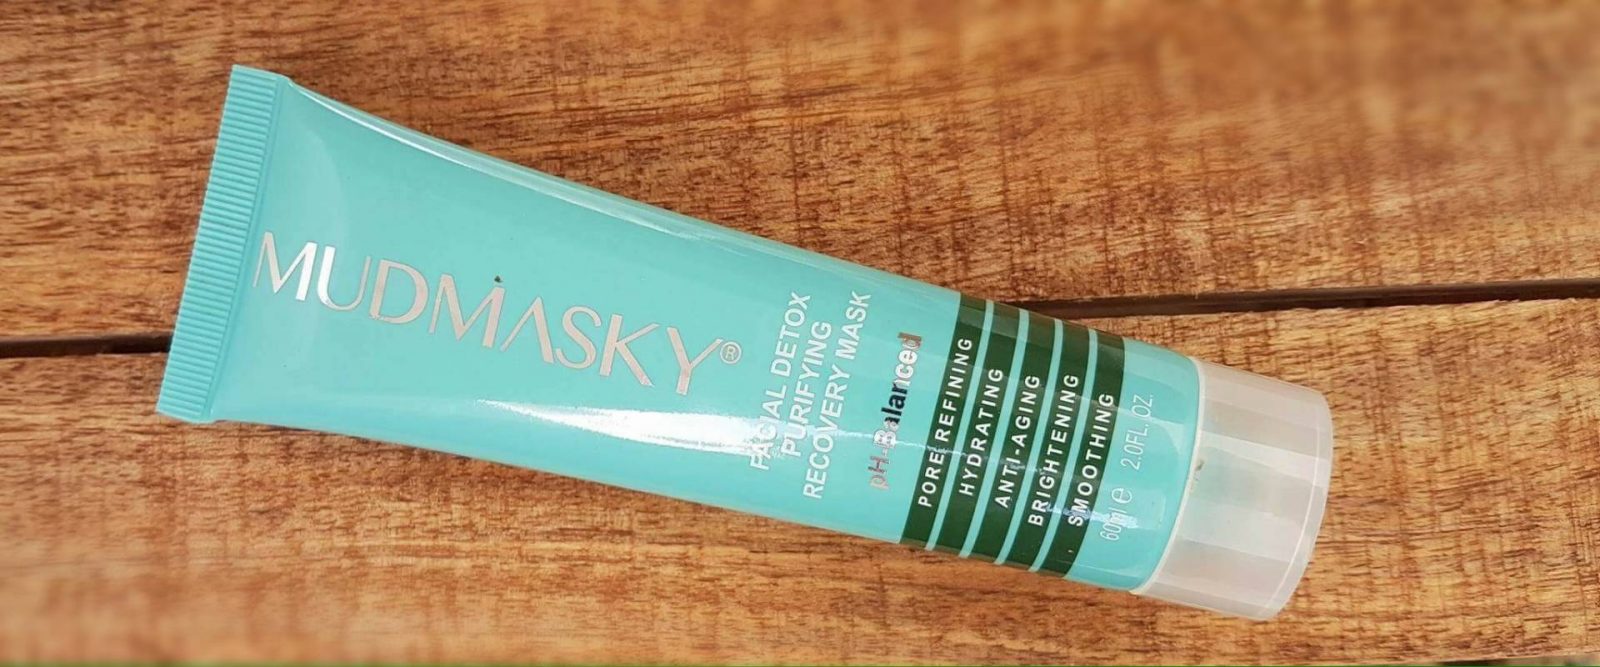 MUDMASKY®
FACIAL DETOX
PURIFYING
RECOVERY MASK
pH-Balanced
PORE REFINING
HYDRATING
ANTI-AGING
BRIGHTENING
SMOOTHING
60ml ℮ 2.0FL.OZ.